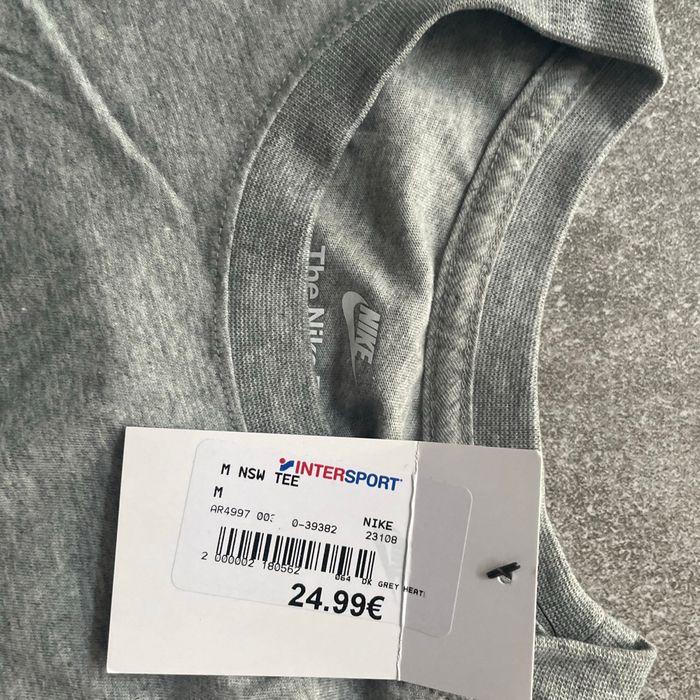 The Nike
NIKE
INTERSPORT
M NSW TEE
M
AR4997 003 0-39382 NIKE
23108
2 000002 180562
064 DK GREY HEAT
24.99€